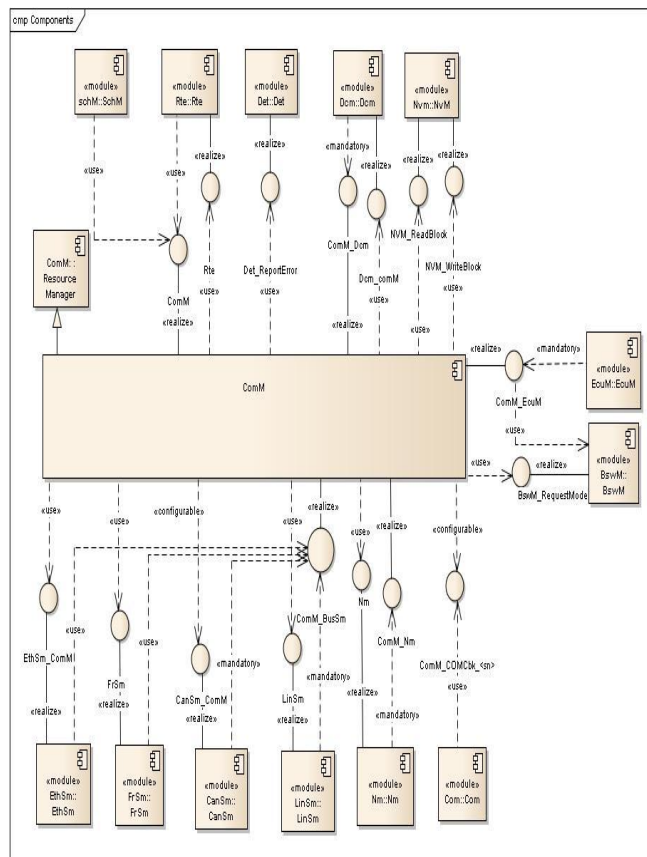 cmp Components
«module»
schM::SchM
«module»
Rte::Rte
«module»
Det::Det
«module»
Dcm::Dcm
«module»
Nvm::NvM
«use»
«use»
«realize»
«realize»
«mandatory»
«realize»
«realize»
«realize»
ComM::
Resource
Manager
ComM
«realize»
Rte
«use»
Det_ReportError
«use»
ComM_Dcm
«realize»
Dcm_comM
«use»
NVM_ReadBlock
«use»
NVM_WriteBlock
«use»
ComM
«realize»
«mandatory»
«module»
EcuM::EcuM
ComM_EcuM
«use»
«use»
«realize»
BswM_RequestMode
«module»
BswM::
BswM
«use»
«use»
«configurable»
«use»
«realize»
«use»
«realize»
«configurable»
EthSm_ComM
«realize»
«use»
FrSm
«realize»
«use»
CanSm_ComM
«realize»
«mandatory»
ComM_BusSm
LinSm
«realize»
«mandatory»
Nm
«realize»
ComM_Nm
«mandatory»
ComM_COMCbk_<sn>
«use»
«module»
EthSm::
EthSm
«module»
FrSm::
FrSm
«module»
CanSm::
CanSm
«module»
LinSm::
LinSm
«module»
Nm::Nm
«module»
Com::Com